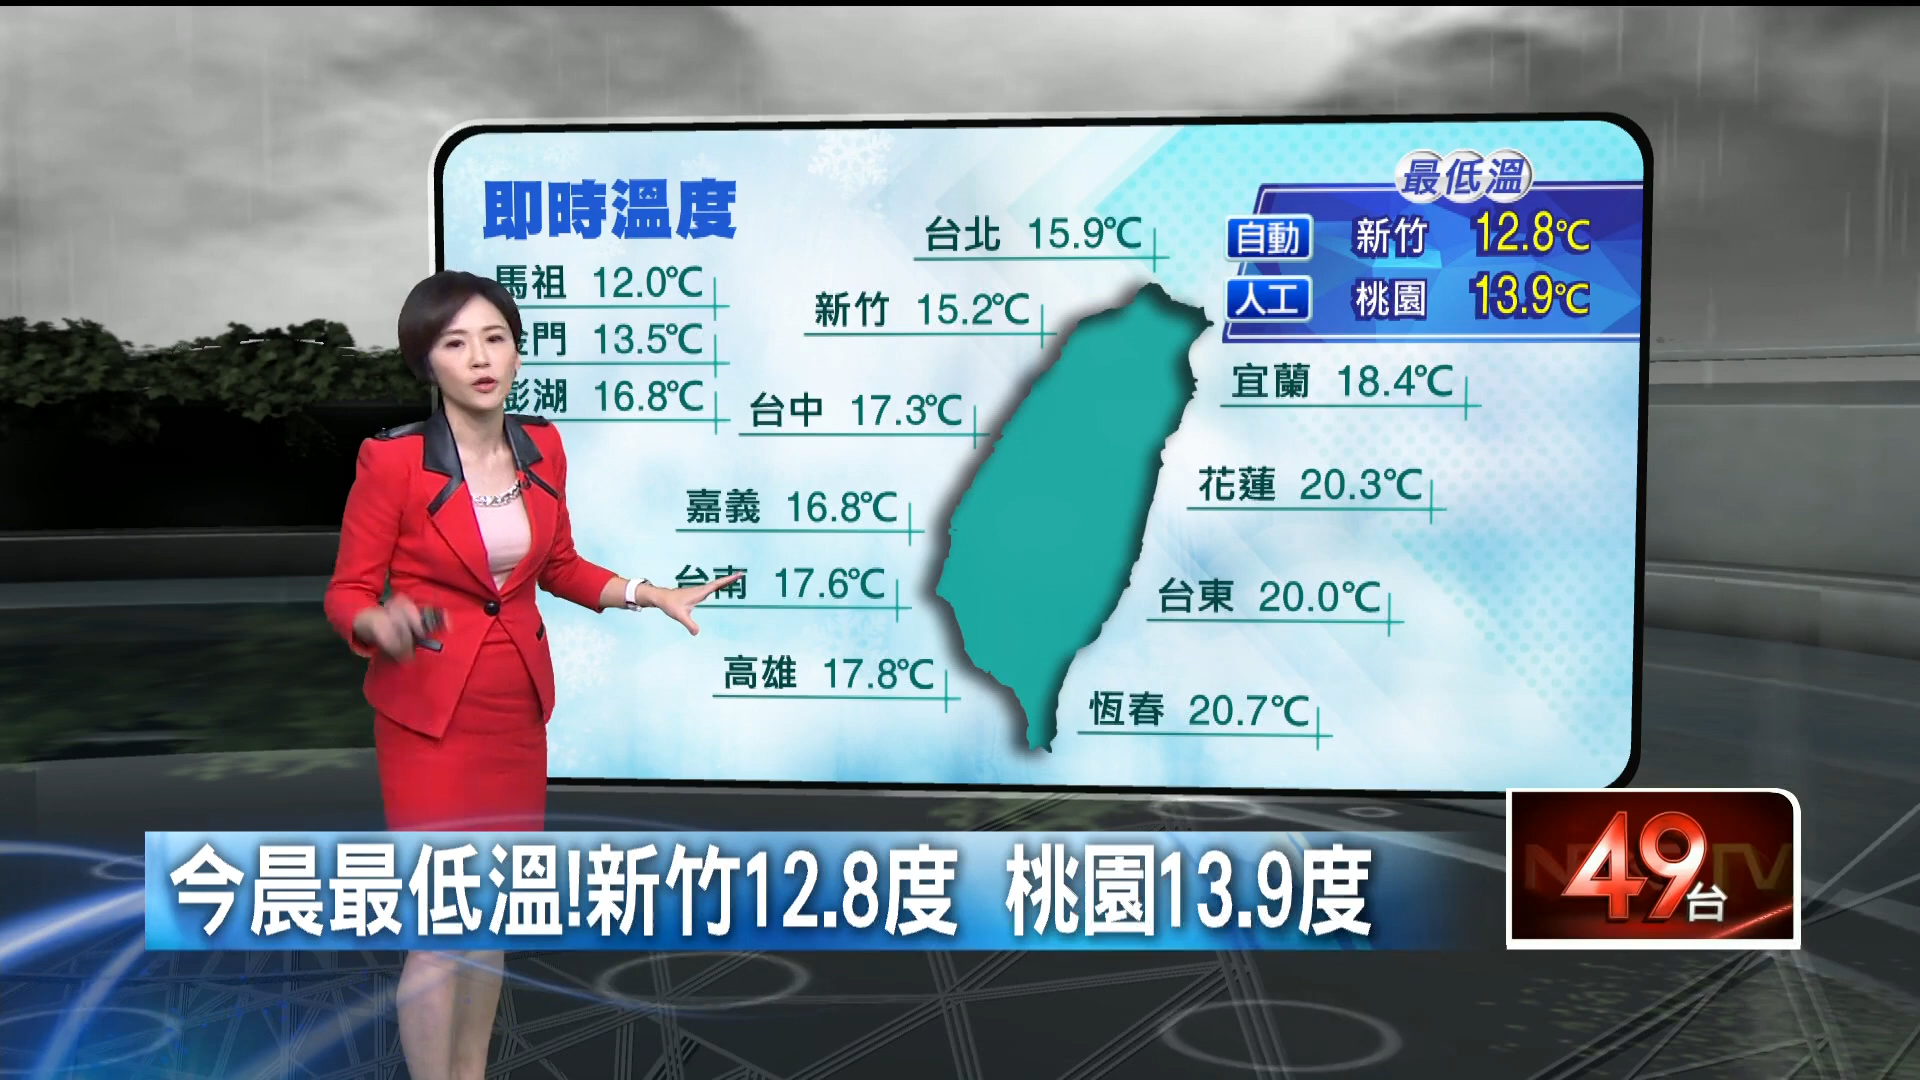 即時溫度
馬祖 12.0℃
金門 13.5℃
澎湖 16.8℃
台北 15.9℃
新竹 15.2℃
台中 17.3℃
嘉義 16.8℃
台南 17.6℃
高雄 17.8℃
最低溫
自動 新竹 12.8℃
人工 桃園 13.9℃
宜蘭 18.4℃
花蓮 20.3℃
台東 20.0℃
恆春 20.7℃
今晨最低溫!新竹12.8度 桃園13.9度
49台